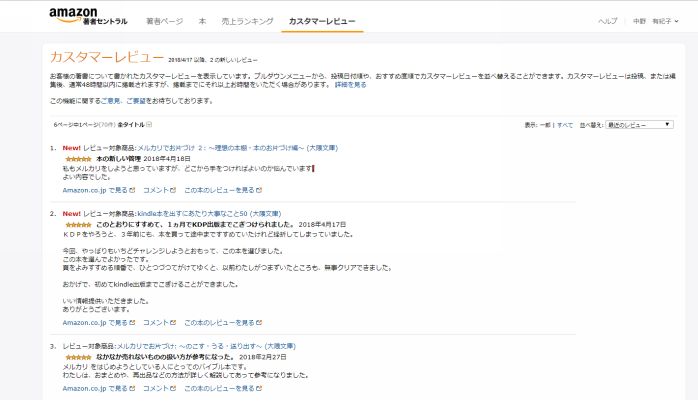 amazon
著者セントラル
著者ページ 本 売上ランキング カスタマーレビュー
ヘルプ 中野 有紀子
カスタマーレビュー 2018/4/17 以降、2 の新しいレビュー
お客様の著書について書かれたカスタマーレビューを表示しています。プルダウンメニューから、投稿日付順や、おすすめ度順でカスタマーレビューを並べ替えることができます。カスタマーレビューは投稿、または編
集後、通常48時間以内に掲載されますが、掲載までにそれ以上お時間をいただく場合があります。 詳細を見る
この機能に関するご意見、ご要望をお待ちしております。
6ページ中1ページ(70件) 全タイトル
表示: 一部 | すべて 並べ替え: 最近のレビュー
1. New! レビュー対象商品:メルカリでお片づけ 2：～理想の本棚・本のお片づけ編～ (大隈文庫)
本の新しい管理 2018年4月18日
私もメルカリをしようと思っていますが、どこから手をつければよいのか悩んでいます
よい内容でした。
Amazon.co.jp で見る コメント この本のレビューを見る
2. New! レビュー対象商品:kindle本を出すにあたり大事なこと50 (大隈文庫)
このとおりにすすめて、１ヵ月でKDP出版までこぎつけられました。 2018年4月17日
ＫＤＰをやろうと、３年前にも、本を買って途中まですすめていたけれど挫折してしまっていました。
今回、やっぱりもいちどチャレンジしようとおもって、この本を選びました。
この本を選んでよかったです。
頁をよみすすめる順番で、ひとつづつてがけてゆくと、以前わたしがつまずいたところも、無事クリアできました。
おかげで、初めてkindle出版までこぎけることができました。
いい情報提供いただきました。
ありがとうございます。
Amazon.co.jp で見る コメント この本のレビューを見る
3. レビュー対象商品:メルカリでお片づけ: ～のこす・うる・送り出す～ (大隈文庫)
なかなか売れないものの扱い方が参考になった。 2018年2月27日
メルカリ をはじめようとしている人にとってのバイブル本です。
わたしは、おまとめや、再出品などの方法が詳しく解説してあって参考になりました。
Amazon.co.jp で見る コメント この本のレビューを見る